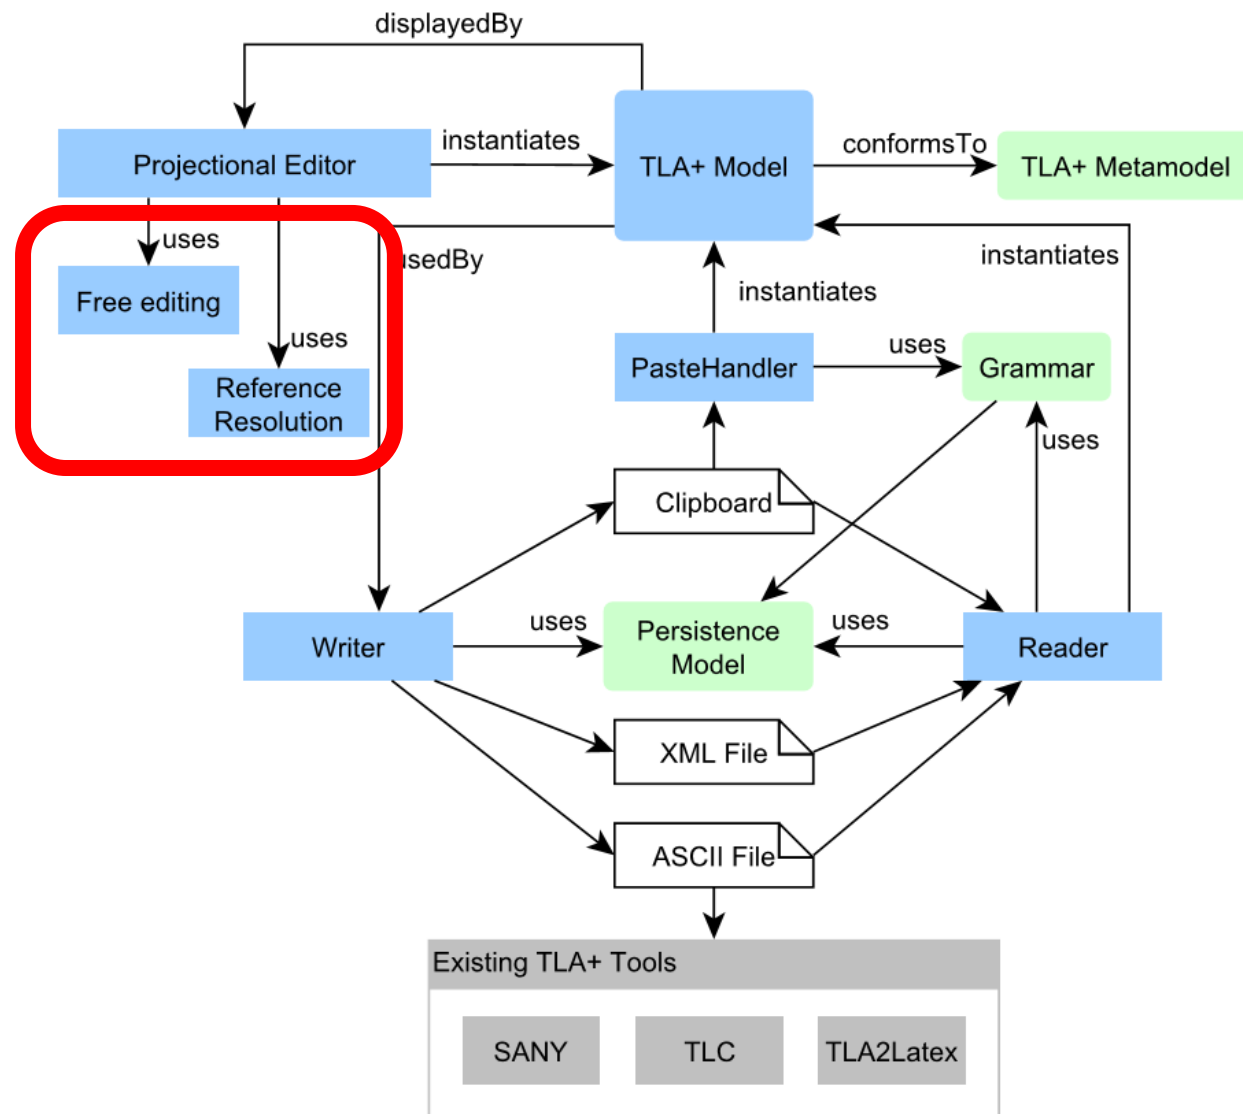 displayedBy
Projectional Editor
instantiates
TLA+ Model
conformsTo
TLA+ Metamodel
uses
usedBy
instantiates
Free editing
instantiates
uses
Reference
Resolution
PasteHandler
uses
Grammar
uses
Clipboard
Writer
uses
Persistence
Model
uses
Reader
XML File
ASCII File
Existing TLA+ Tools
SANY
TLC
TLA2Latex